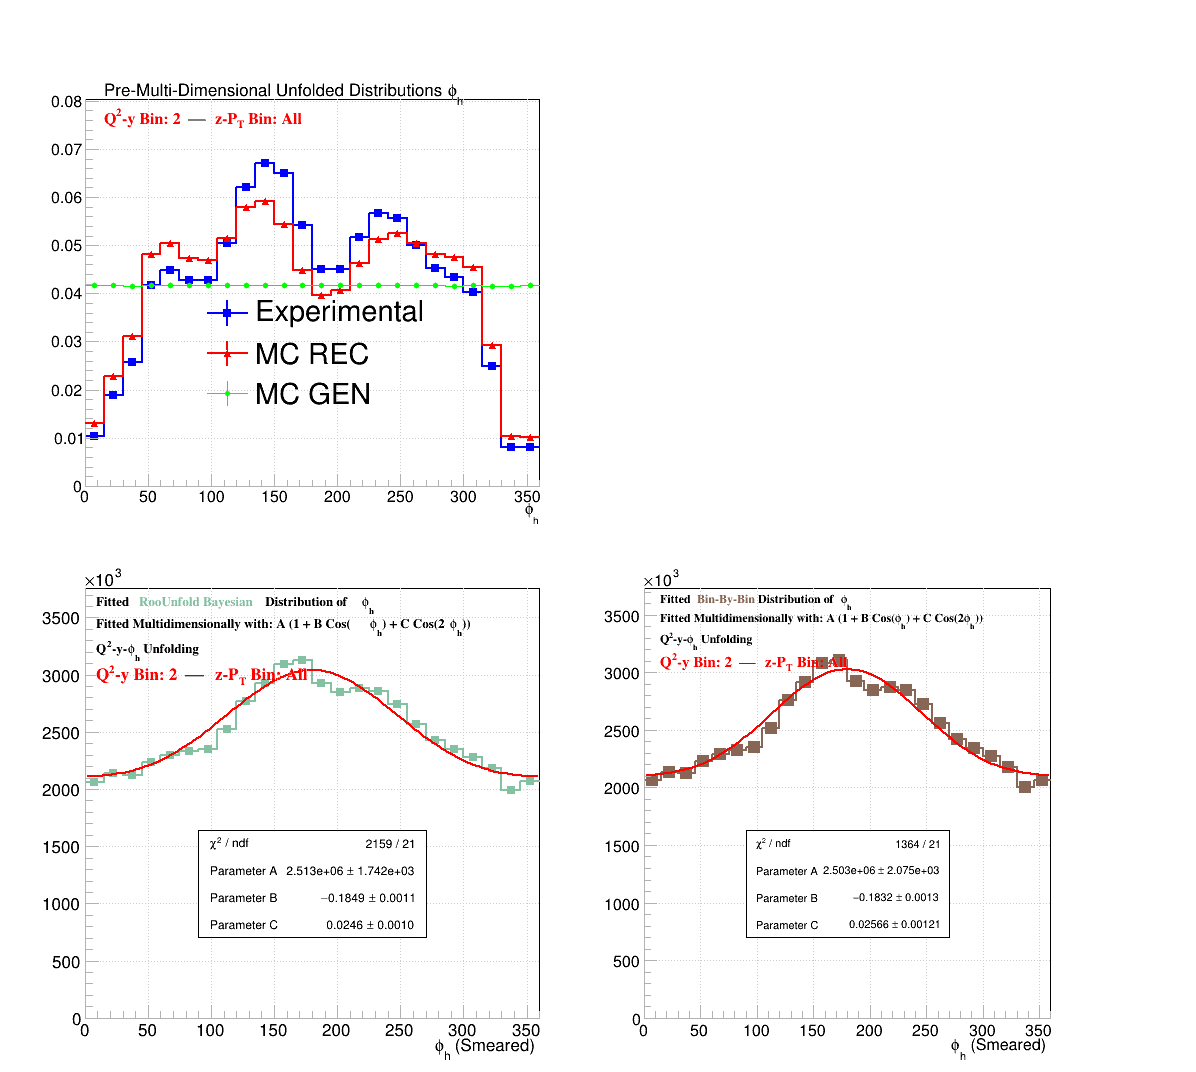 Pre-Multi-Dimensional Unfolded Distributions ϕh
Q2-y Bin: 2 — z-PT Bin: All
0.08
0.07
0.06
0.05
0.04
0.03
0.02
0.01
0
Experimental
MC REC
MC GEN
0 50 100 150 200 250 300 350
ϕh
×10^3
Fitted RooUnfold Bayesian Distribution of ϕh
Fitted Multidimensionally with: A (1 + B Cos( ϕh) + C Cos(2 ϕh))
Q2-y-ϕh Unfolding
Q2-y Bin: 2 — z-PT Bin: All
3500
3000
2500
2000
1500
1000
500
0
χ2 / ndf 2159 / 21
Parameter A 2.513e+06 ± 1.742e+03
Parameter B −0.1849 ± 0.0011
Parameter C 0.0246 ± 0.0010
0 50 100 150 200 250 300 350
ϕh (Smeared)
×10^3
Fitted Bin-By-Bin Distribution of ϕh
Fitted Multidimensionally with: A (1 + B Cos(ϕh) + C Cos(2ϕh))
Q2-y-ϕh Unfolding
Q2-y Bin: 2 — z-PT Bin: All
3500
3000
2500
2000
1500
1000
500
0
χ2 / ndf 1364 / 21
Parameter A 2.503e+06 ± 2.075e+03
Parameter B −0.1832 ± 0.0013
Parameter C 0.02566 ± 0.00121
0 50 100 150 200 250 300 350
ϕh (Smeared)